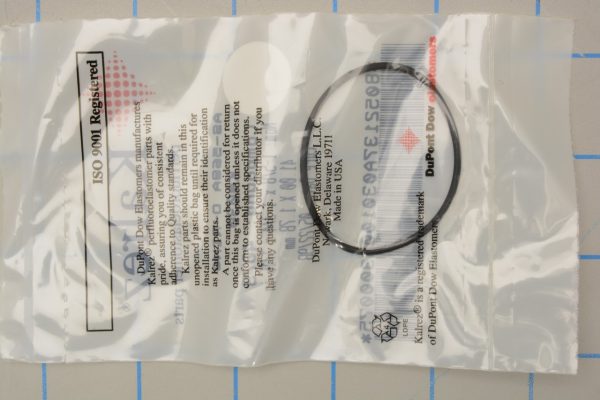 ISO 9001 Registered
DuPont Dow Elastomers manufactures
Kalrez® perfluoroelastomer parts with
pride, assuring you of consistent
adherence to Quality standards.
Kalrez parts should remain in this
unopened plastic bag until required for
installation to ensure their identification
as Kalrez parts.
A part cannot be considered for return
once this bag is opened unless it does not
conform to established specifications.
Please contact your distributor if you
have any questions.
DuPont Dow Elastomers L.L.C.
Newark, Delaware 19711
Made in USA
Kalrez® is a registered trademark
of DuPont Dow Elastomers
DuPont Dow elastomers
LDPE